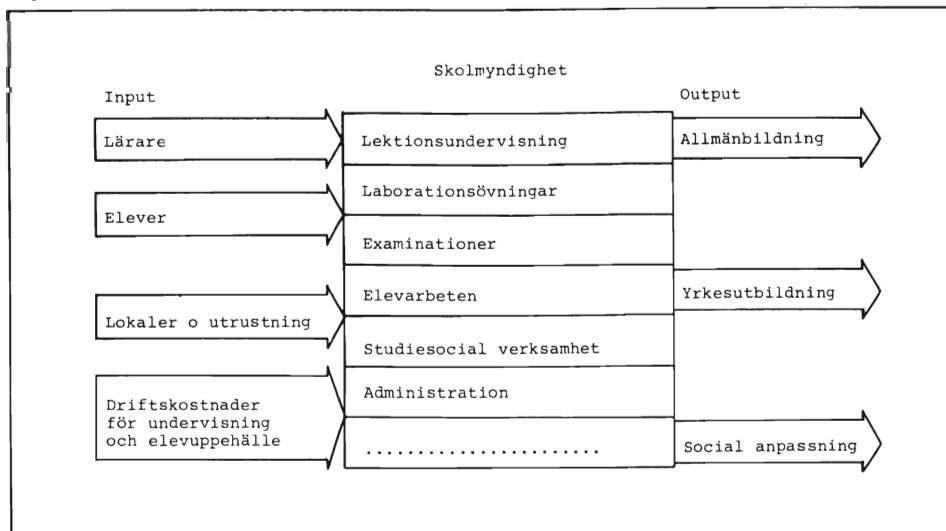 Skolmyndighet
Input
Output
Lärare
Lektionsundervisning
Allmänbildning
Laborationsövningar
Elever
Examinationer
Elevarbeten
Yrkesutbildning
Lokaler o utrustning
Studiesocial verksamhet
Administration
Driftskostnader
för undervisning
och elevuppehälle
.......................
Social anpassning